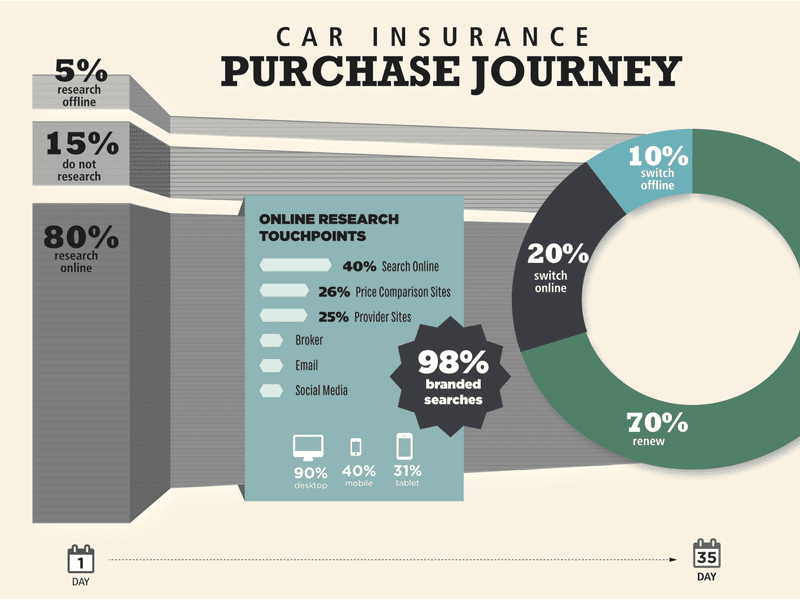 CAR INSURANCE
PURCHASE JOURNEY
5%
research
offline
15%
do not
research
80%
research
online
ONLINE RESEARCH
TOUCHPOINTS
40% Search Online
26% Price Comparison Sites
25% Provider Sites
Broker
Email
Social Media
98%
branded
searches
90%
desktop
40%
mobile
31%
tablet
10%
switch
offline
20%
switch
online
70%
renew
1
DAY
35
DAY